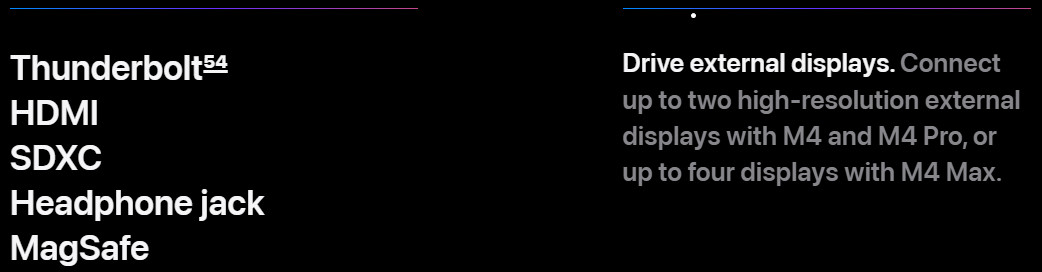 Thunderbolt54
HDMI
SDXC
Headphone jack
MagSafe
Drive external displays. Connect
up to two high-resolution external
displays with M4 and M4 Pro, or
up to four displays with M4 Max.